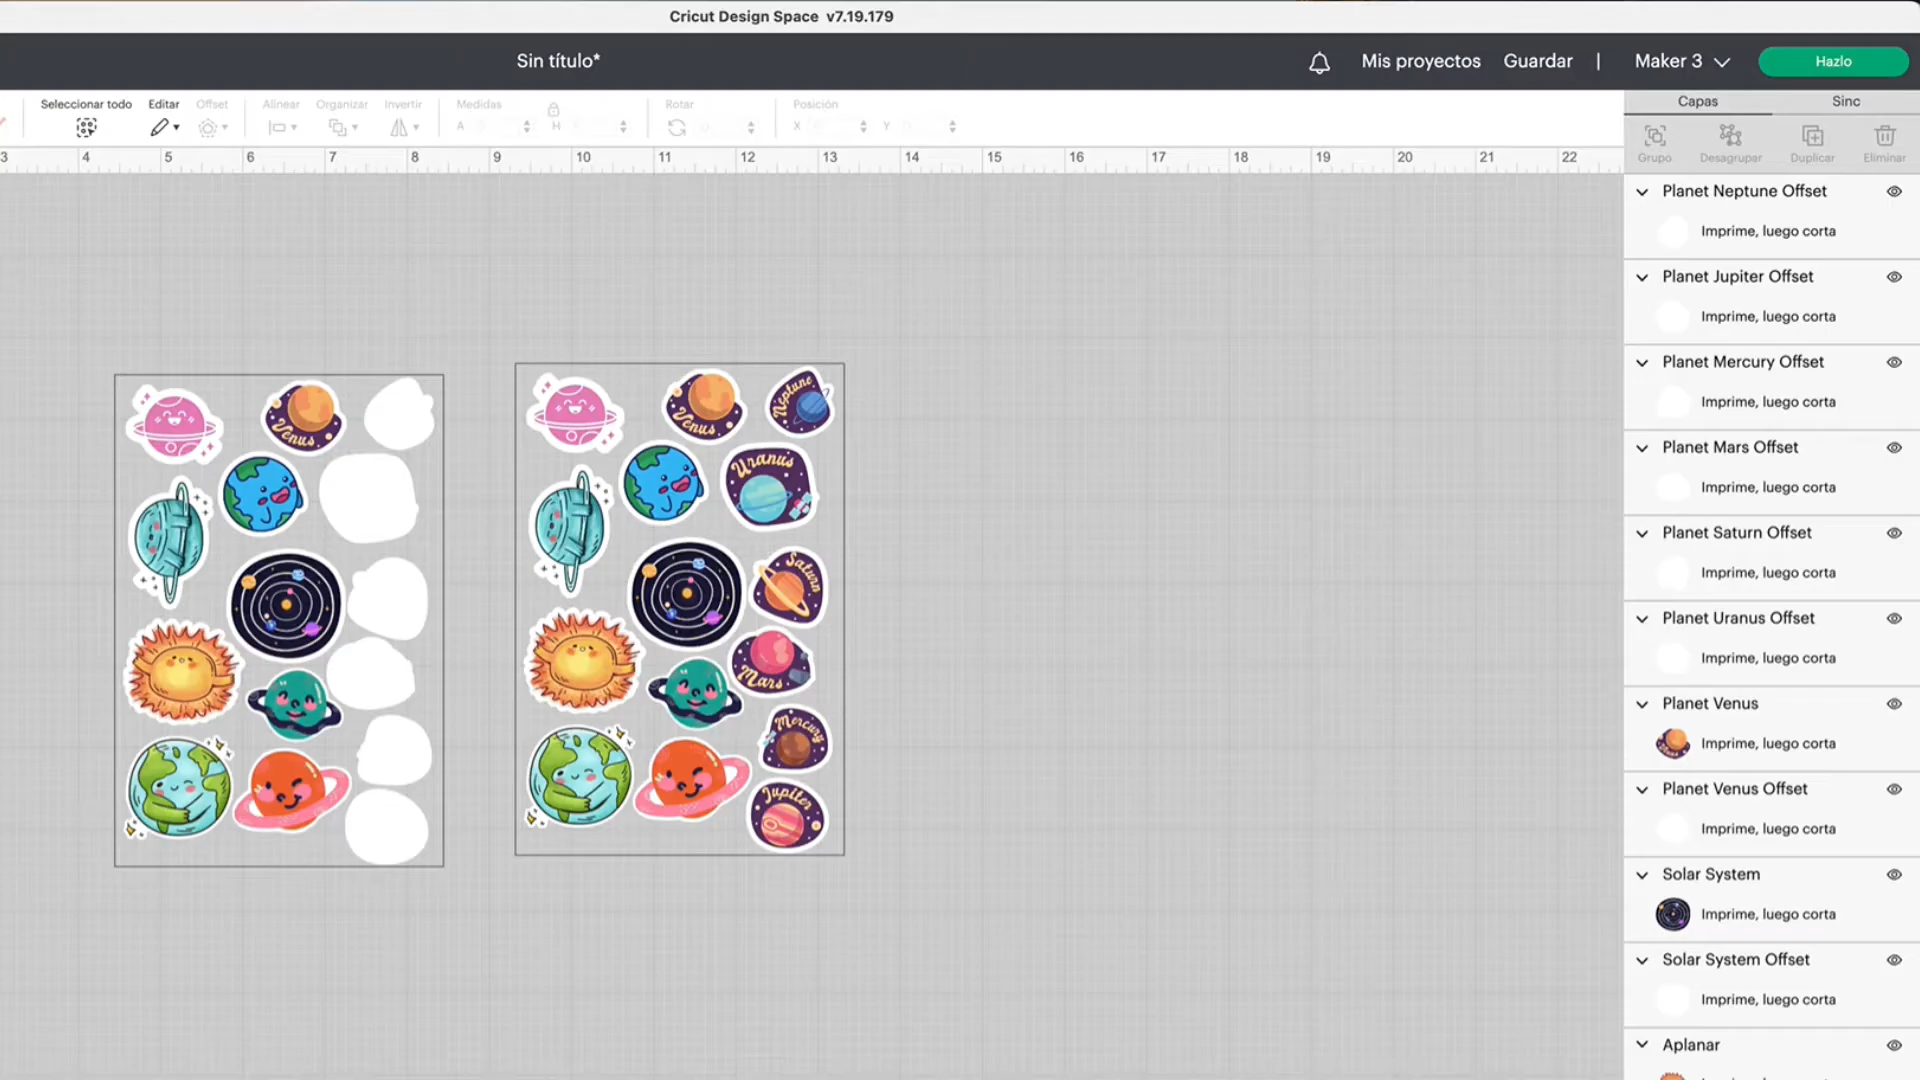 Cricut Design Space v7.19.179
Sin título*
Mis proyectos
Guardar
|
Maker 3
Hazlo
Seleccionar todo
Editar
Offset
Alinear
Organizar
Invertir
Medidas
A
H
Rotar
Posición
X
Y
Capas
Sinc
Grupo
Desagrupar
Duplicar
Eliminar
3 4 5 6 7 8 9 10 11 12 13 14 15 16 17 18 19 20 21 22
Venus
Venus
Neptune
Uranus
Saturn
Mars
Mercury
Jupiter
Planet Neptune Offset
Imprime, luego corta
Planet Jupiter Offset
Imprime, luego corta
Planet Mercury Offset
Imprime, luego corta
Planet Mars Offset
Imprime, luego corta
Planet Saturn Offset
Imprime, luego corta
Planet Uranus Offset
Imprime, luego corta
Planet Venus
Imprime, luego corta
Planet Venus Offset
Imprime, luego corta
Solar System
Imprime, luego corta
Solar System Offset
Imprime, luego corta
Aplanar